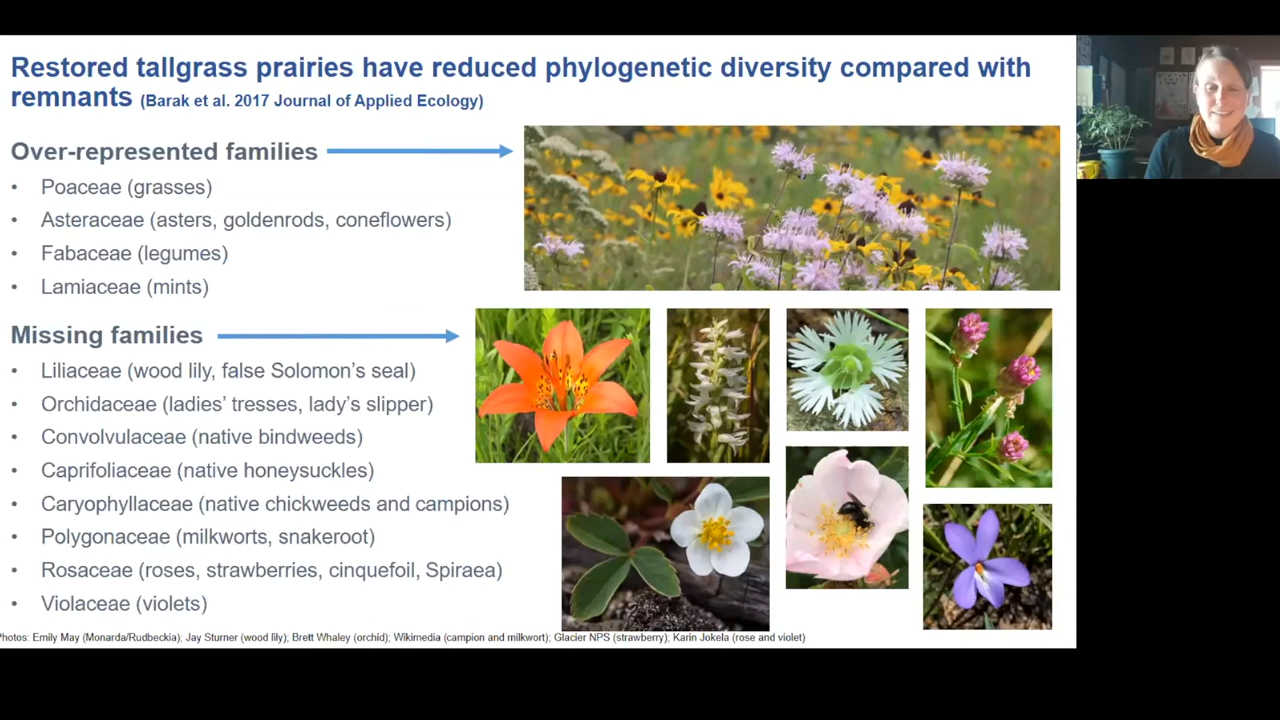 Restored tallgrass prairies have reduced phylogenetic diversity compared with
remnants (Barak et al. 2017 Journal of Applied Ecology)
Over-represented families
• Poaceae (grasses)
• Asteraceae (asters, goldenrods, coneflowers)
• Fabaceae (legumes)
• Lamiaceae (mints)
Missing families
• Liliaceae (wood lily, false Solomon's seal)
• Orchidaceae (ladies' tresses, lady's slipper)
• Convolvulaceae (native bindweeds)
• Caprifoliaceae (native honeysuckles)
• Caryophyllaceae (native chickweeds and campions)
• Polygonaceae (milkworts, snakeroot)
• Rosaceae (roses, strawberries, cinquefoil, Spiraea)
• Violaceae (violets)
Photos: Emily May (Monarda/Rudbeckia); Jay Sturner (wood lily); Brett Whaley (orchid); Wikimedia (campion and milkwort); Glacier NPS (strawberry); Karin Jokela (rose and violet)